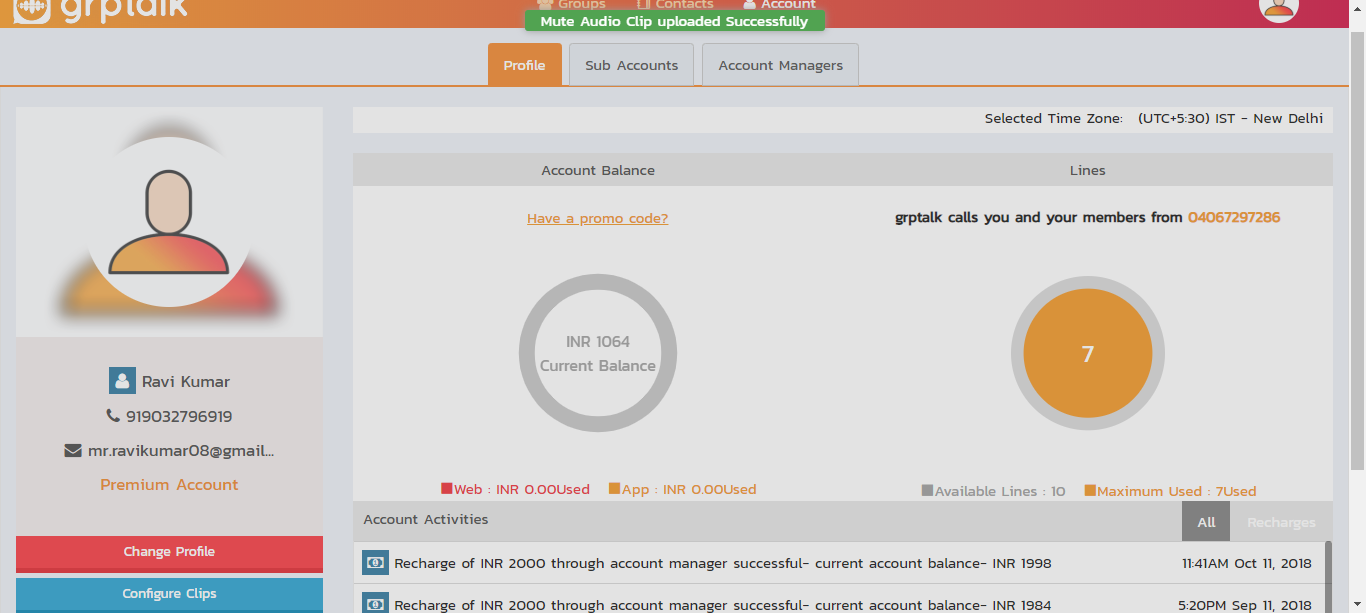 grptalk
Groups Contacts Account
Mute Audio Clip uploaded Successfully
Profile Sub Accounts Account Managers
Selected Time Zone: (UTC+5:30) IST - New Delhi
Account Balance Lines
Have a promo code? grptalk calls you and your members from 04067297286
INR 1064
Current Balance
7
Ravi Kumar
919032796919
mr.ravikumar08@gmail...
Premium Account
Web : INR 0.00Used App : INR 0.00Used Available Lines : 10 Maximum Used : 7Used
Account Activities All Recharges
Change Profile
Configure Clips
Recharge of INR 2000 through account manager successful- current account balance- INR 1998 11:41AM Oct 11, 2018
Recharge of INR 2000 through account manager successful- current account balance- INR 1984 5:20PM Sep 11, 2018